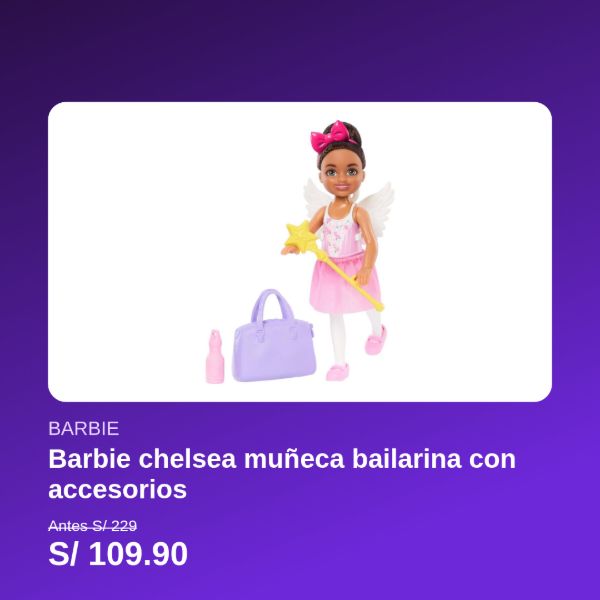 BARBIE
Barbie chelsea muñeca bailarina con
accesorios
Antes S/ 229
S/ 109.90